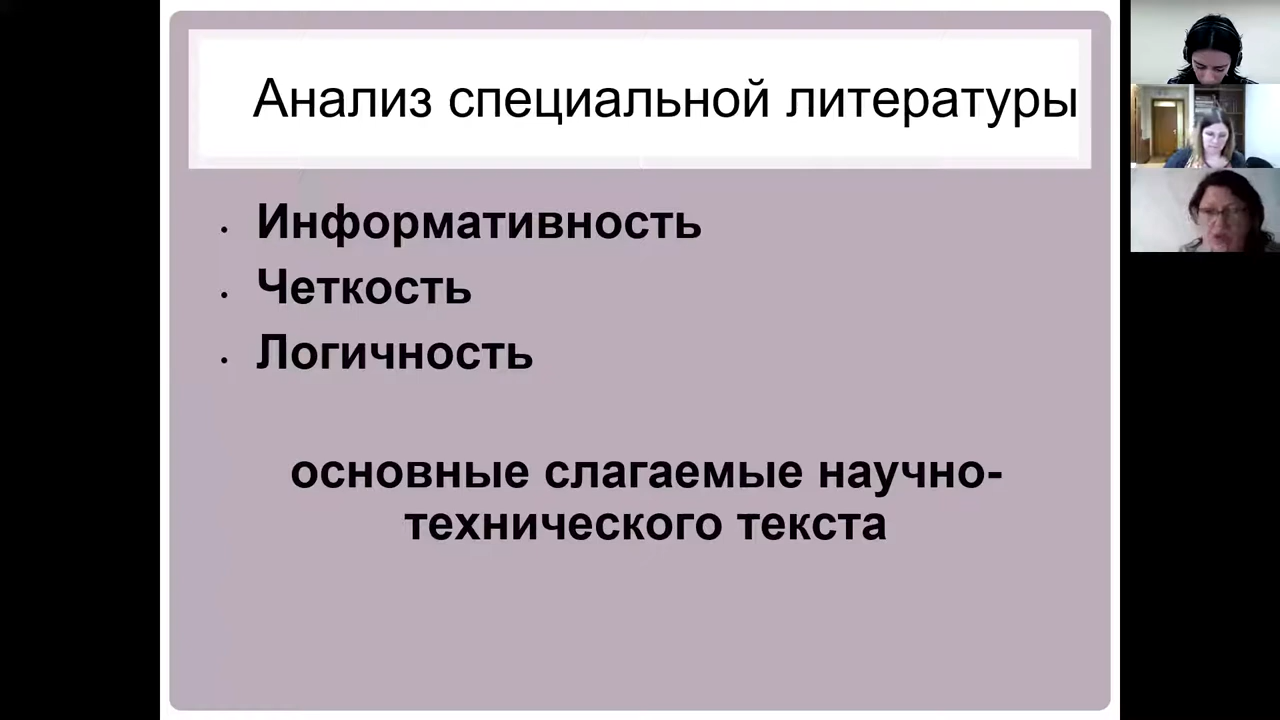 Анализ специальной литературы
· Информативность
· Четкость
· Логичность
основные слагаемые научно-
технического текста